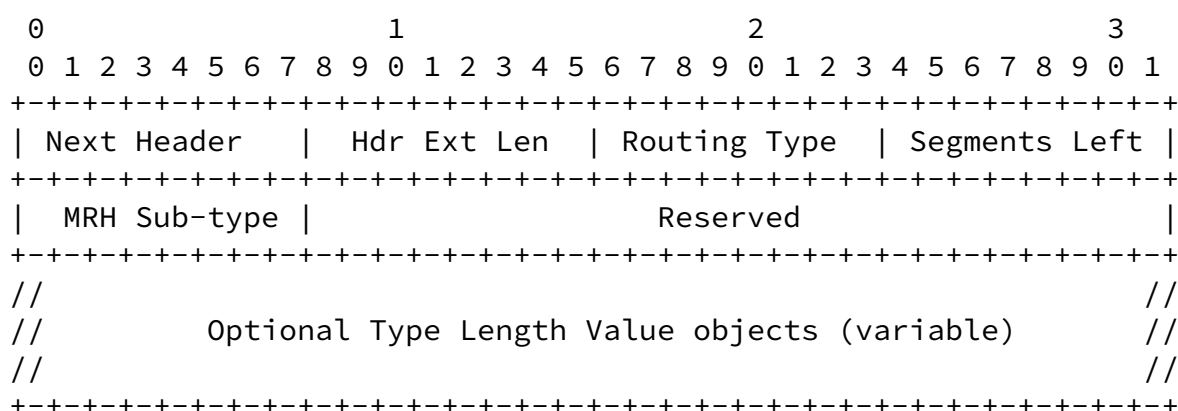 0                   1                   2                   3
 0 1 2 3 4 5 6 7 8 9 0 1 2 3 4 5 6 7 8 9 0 1 2 3 4 5 6 7 8 9 0 1
+-+-+-+-+-+-+-+-+-+-+-+-+-+-+-+-+-+-+-+-+-+-+-+-+-+-+-+-+-+-+-+-+
| Next Header   |  Hdr Ext Len  | Routing Type  | Segments Left |
+-+-+-+-+-+-+-+-+-+-+-+-+-+-+-+-+-+-+-+-+-+-+-+-+-+-+-+-+-+-+-+-+
|  MRH Sub-type |                   Reserved                    |
+-+-+-+-+-+-+-+-+-+-+-+-+-+-+-+-+-+-+-+-+-+-+-+-+-+-+-+-+-+-+-+-+
//                                                             //
//         Optional Type Length Value objects (variable)       //
//                                                             //
+-+-+-+-+-+-+-+-+-+-+-+-+-+-+-+-+-+-+-+-+-+-+-+-+-+-+-+-+-+-+-+-+